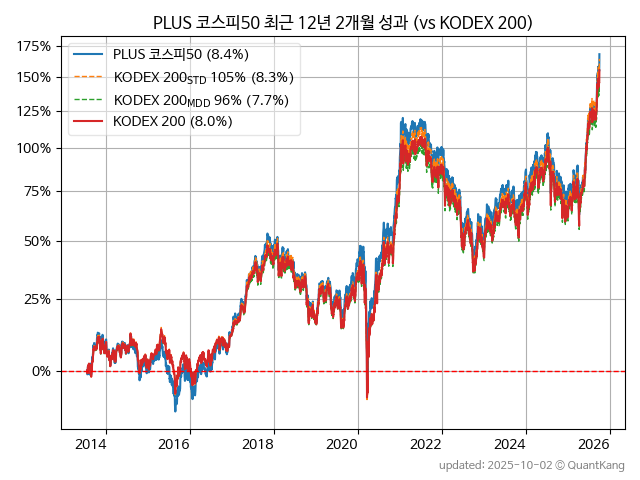 PLUS 코스피50 최근 12년 2개월 성과 (vs KODEX 200)
175%
150%
125%
100%
75%
50%
25%
0%
PLUS 코스피50 (8.4%)
KODEX 200STD 105% (8.3%)
KODEX 200MDD 96% (7.7%)
KODEX 200 (8.0%)
2014 2016 2018 2020 2022 2024 2026
updated: 2025-10-02 © QuantKang